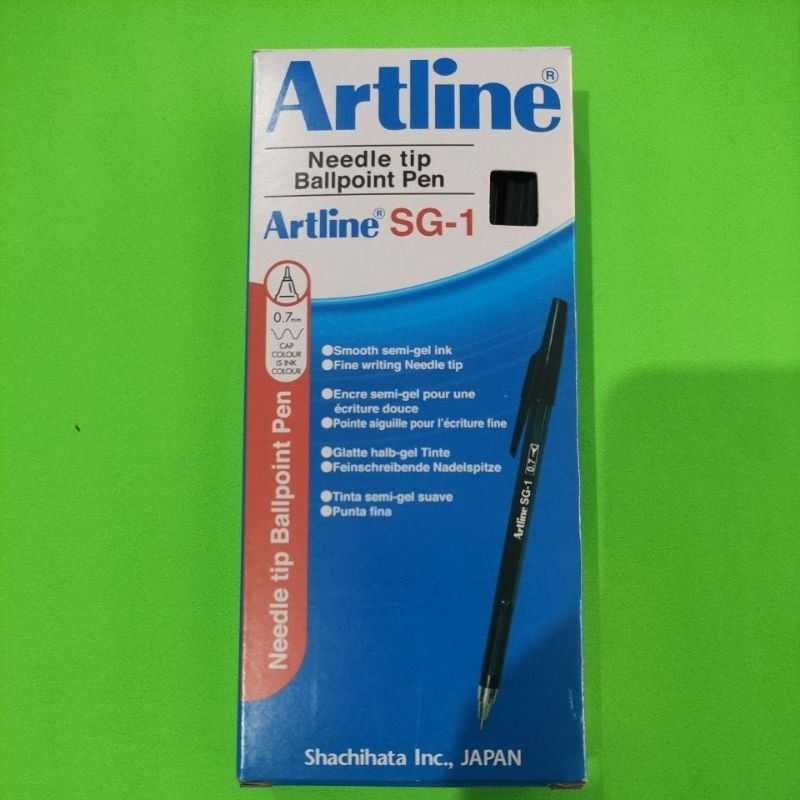 Artline®
Needle tip
Ballpoint Pen
Artline® SG-1
0.7mm
CAP
COLOUR
IS INK
COLOUR
Needle tip Ballpoint Pen
●Smooth semi-gel ink
●Fine writing Needle tip
●Encre semi-gel pour une
écriture douce
●Pointe aiguille pour l'écriture fine
●Glatte halb-gel Tinte
●Feinschreibende Nadelspitze
●Tinta semi-gel suave
●Punta fina
Artline SG-1 0.7
Shachihata Inc., JAPAN